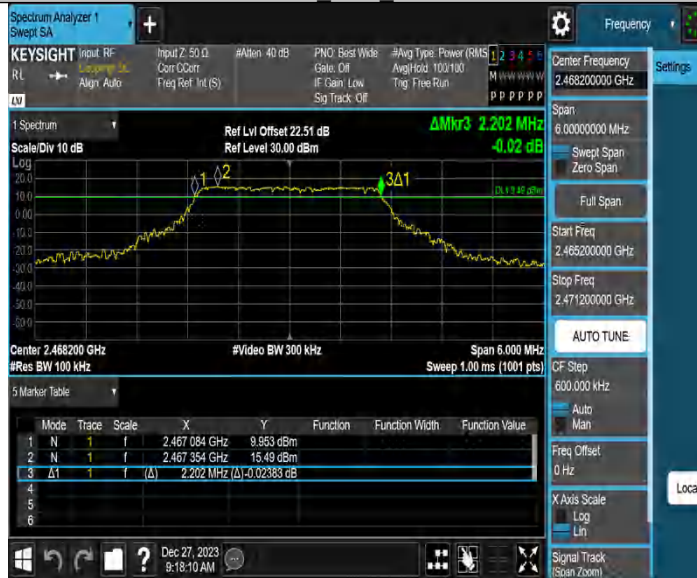 Spectrum Analyzer 1
Swept SA
Frequency
KEYSIGHT
Input: RF
Input Z: 50 Ω
#Atten: 40 dB
PNO: Best Wide
#Avg Type: Power (RMS
1 2 3 4 5 6
RL
Align: Auto
Corr CCorr
Freq Ref: Int (S)
Gate: Off
IF Gain: Low
Sig Track: Off
Avg|Hold: 100/100
Trig: Free Run
M W W W W W
P P P P P P
LXI
1 Spectrum
Scale/Div 10 dB
Ref Lvl Offset 22.51 dB
Ref Level 30.00 dBm
ΔMkr3 2.202 MHz
-0.02 dB
Log
20.0
10.0
0.00
-10.0
-20.0
-30.0
-40.0
-50.0
-60.0
1
2
3Δ1
Center 2.468200 GHz
#Video BW 300 kHz
Span 6.000 MHz
#Res BW 100 kHz
Sweep 1.00 ms (1001 pts)
5 Marker Table
Mode Trace Scale X Y Function Function Width Function Value
1 N 1 f 2.467 084 GHz 9.953 dBm
2 N 1 f 2.467 354 GHz 15.49 dBm
3 Δ1 1 f (Δ) 2.202 MHz (Δ) -0.02383 dB
4
5
6
Dec 27, 2023
9:18:10 AM
Center Frequency
2.468200000 GHz
Settings
Span
6.00000000 MHz
Swept Span
Zero Span
Full Span
Start Freq
2.465200000 GHz
Stop Freq
2.471200000 GHz
AUTO TUNE
CF Step
600.000 kHz
Auto
Man
Freq Offset
0 Hz
X Axis Scale
Log
Lin
Loca
Signal Track
(Span Zoom)